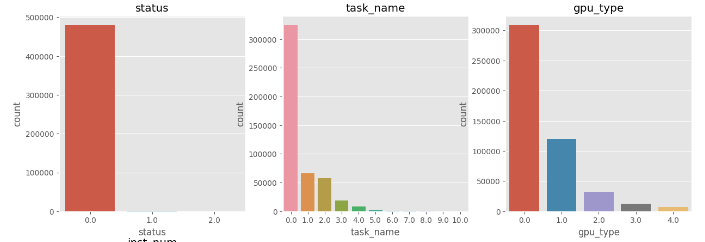 status
task_name
gpu_type
500000
400000
300000
200000
100000
0
count
0.0 1.0 2.0
status
300000
250000
200000
150000
100000
50000
0
count
0.0 1.0 2.0 3.0 4.0 5.0 6.0 7.0 8.0 9.0 10.0
task_name
300000
250000
200000
150000
100000
50000
0
count
0.0 1.0 2.0 3.0 4.0
gpu_type
inst_num